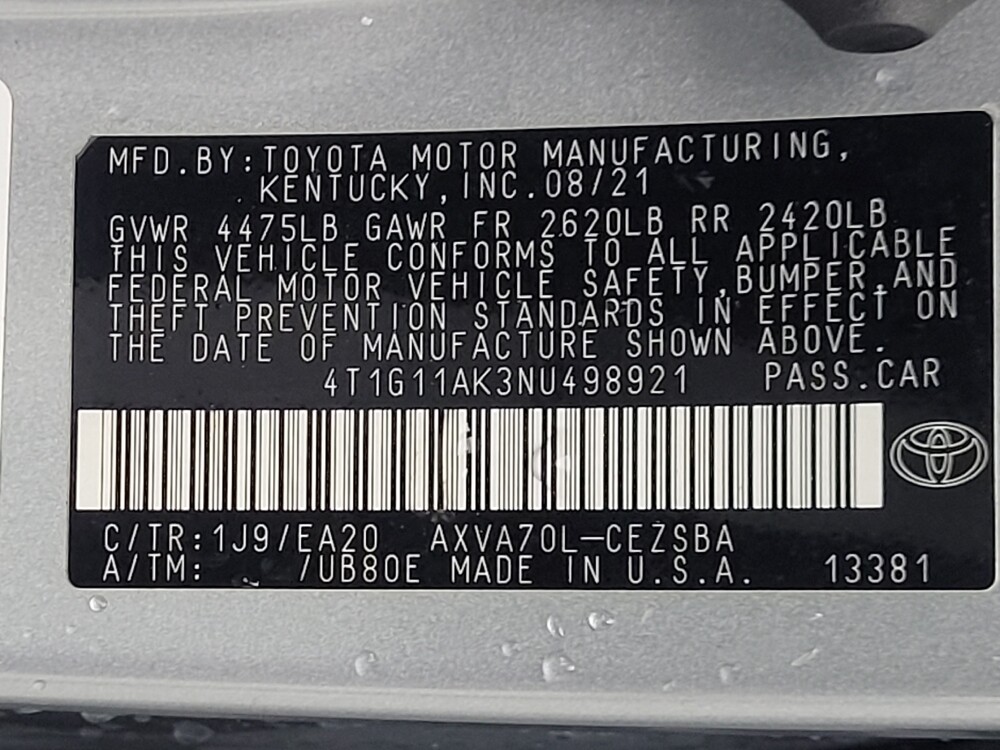 MFD.BY:TOYOTA MOTOR MANUFACTURING,
KENTUCKY,INC.08/21
GVWR 4475LB GAWR FR 2620LB RR 2420LB
THIS VEHICLE CONFORMS TO ALL APPLICABLE
FEDERAL MOTOR VEHICLE SAFETY,BUMPER,AND
THEFT PREVENTION STANDARDS IN EFFECT ON
THE DATE OF MANUFACTURE SHOWN ABOVE.
4T1G11AK3NU498921 PASS.CAR
C/TR:1J9/EA20 AXVA70L-CEZSBA
A/TM: /UB80E MADE IN U.S.A. 13381